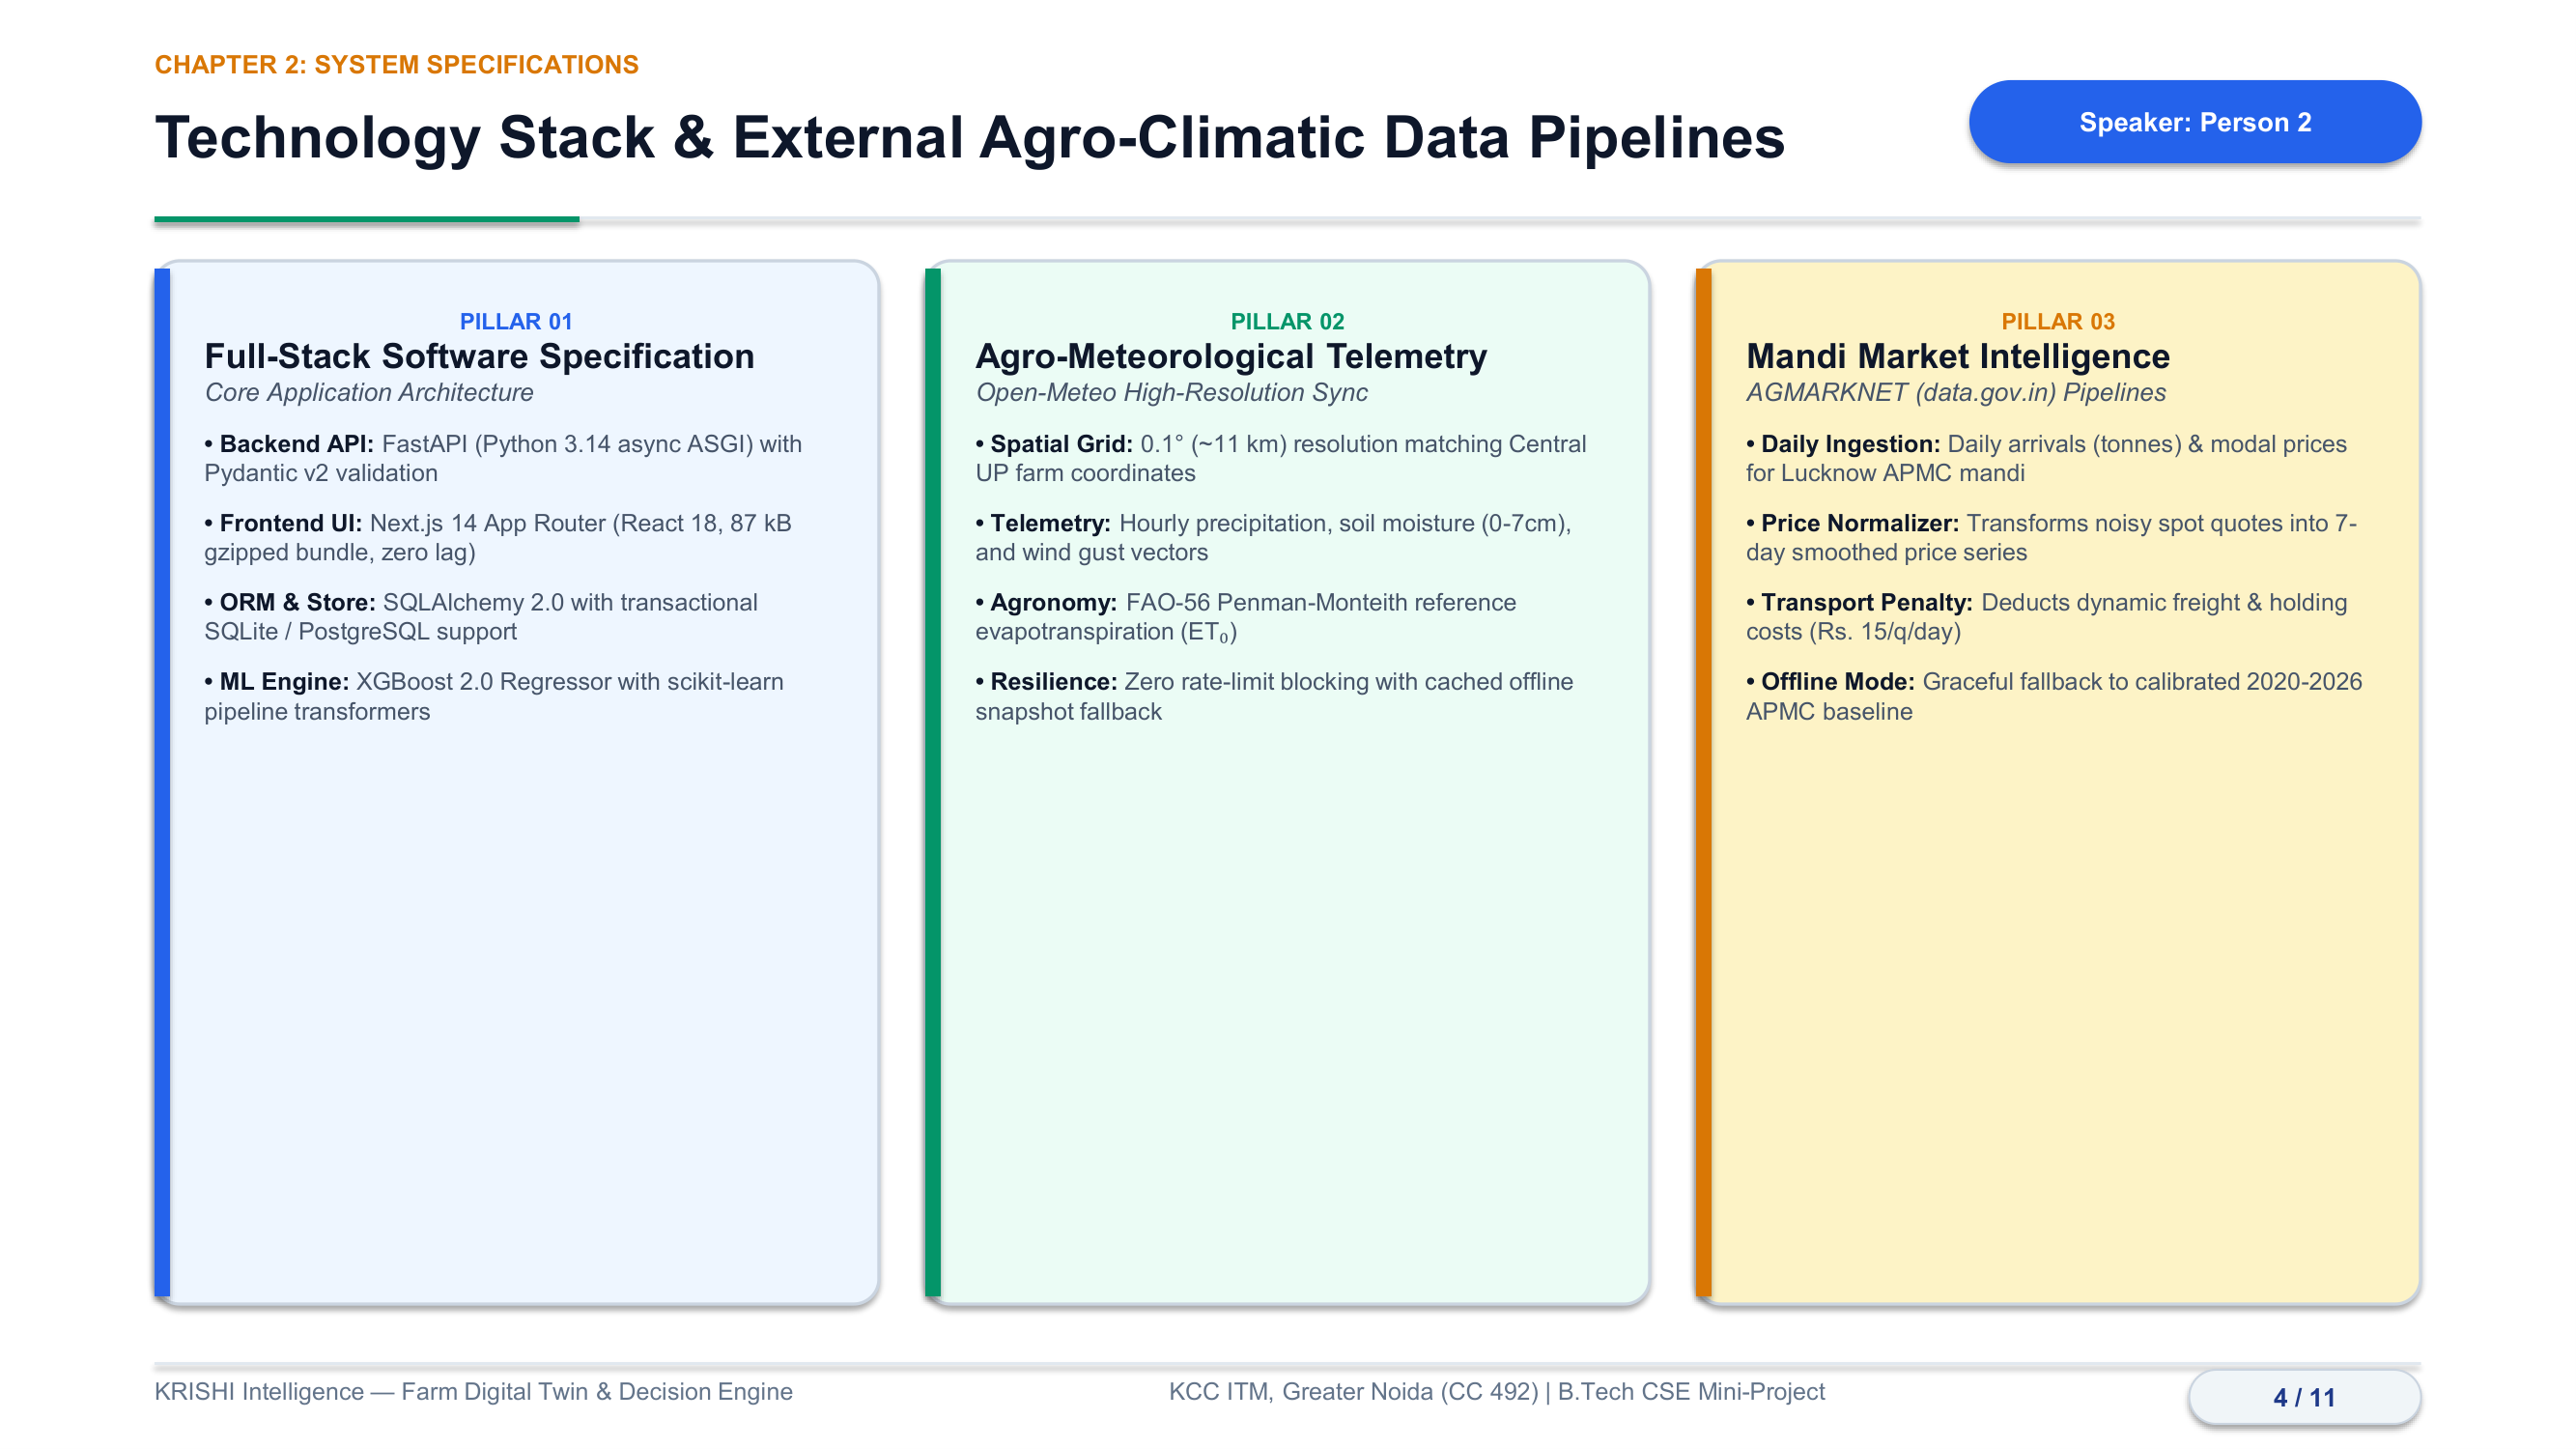 CHAPTER 2: SYSTEM SPECIFICATIONS
Technology Stack & External Agro-Climatic Data Pipelines
Speaker: Person 2
PILLAR 01
Full-Stack Software Specification
Core Application Architecture
• Backend API: FastAPI (Python 3.14 async ASGI) with
Pydantic v2 validation
• Frontend UI: Next.js 14 App Router (React 18, 87 kB
gzipped bundle, zero lag)
• ORM & Store: SQLAlchemy 2.0 with transactional
SQLite / PostgreSQL support
• ML Engine: XGBoost 2.0 Regressor with scikit-learn
pipeline transformers
PILLAR 02
Agro-Meteorological Telemetry
Open-Meteo High-Resolution Sync
• Spatial Grid: 0.1° (~11 km) resolution matching Central
UP farm coordinates
• Telemetry: Hourly precipitation, soil moisture (0-7cm),
and wind gust vectors
• Agronomy: FAO-56 Penman-Monteith reference
evapotranspiration (ET₀)
• Resilience: Zero rate-limit blocking with cached offline
snapshot fallback
PILLAR 03
Mandi Market Intelligence
AGMARKNET (data.gov.in) Pipelines
• Daily Ingestion: Daily arrivals (tonnes) & modal prices
for Lucknow APMC mandi
• Price Normalizer: Transforms noisy spot quotes into 7-
day smoothed price series
• Transport Penalty: Deducts dynamic freight & holding
costs (Rs. 15/q/day)
• Offline Mode: Graceful fallback to calibrated 2020-2026
APMC baseline
KRISHI Intelligence — Farm Digital Twin & Decision Engine
KCC ITM, Greater Noida (CC 492) | B.Tech CSE Mini-Project
4 / 11